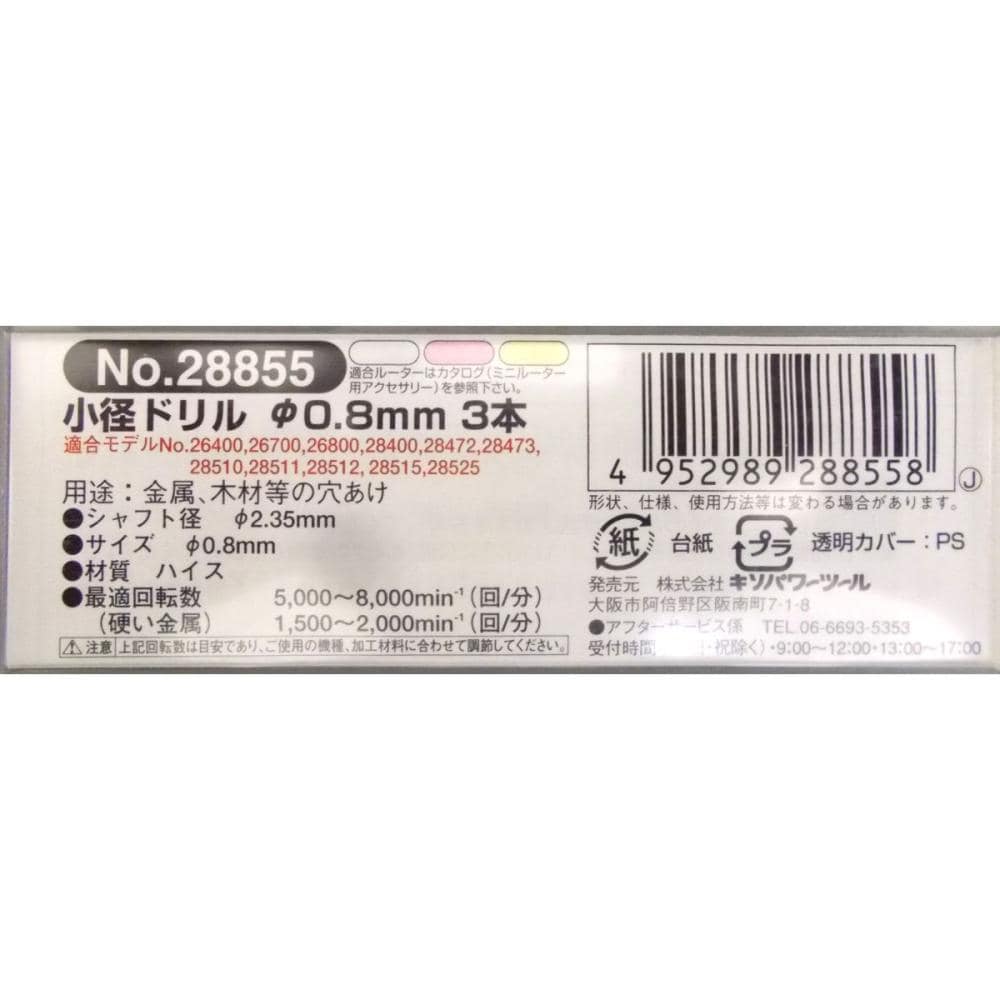 No.28855
適合ルーターはカタログ(ミニルーター
用アクセサリー)を参照下さい。
小径ドリル φ0.8mm 3本
適合モデルNo.26400,26700,26800,28400,28472,28473,
28510,28511,28512, 28515,28525
用途:金属、木材等の穴あけ
●シャフト径 φ2.35mm
●サイズ φ0.8mm
●材質 ハイス
●最適回転数 5,000〜8,000min⁻¹(回/分)
(硬い金属) 1,500〜2,000min⁻¹(回/分)
注意 上記回転数は目安であり、ご使用の機種、加工材料に合わせて調節してください。
4 952989 288558
J
形状、仕様、使用方法等は変わる場合があります。
紙 台紙 プラ 透明カバー:PS
発売元 株式会社 キソパワーツール
大阪市阿倍野区阪南町7-1-8
●アフターサービス係 TEL 06-6693-5353
受付時間 ・祝除く)・9:00〜12:00・13:00〜17:00